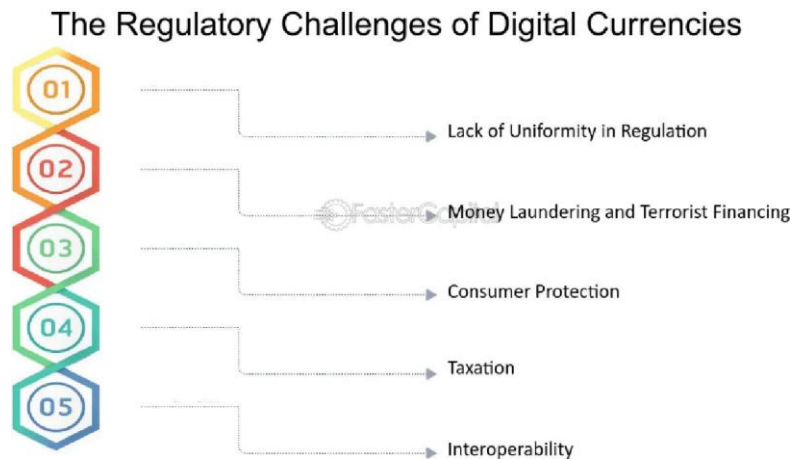 The Regulatory Challenges of Digital Currencies
01
Lack of Uniformity in Regulation
02
Money Laundering and Terrorist Financing
FasterCapital
03
Consumer Protection
04
Taxation
05
Interoperability